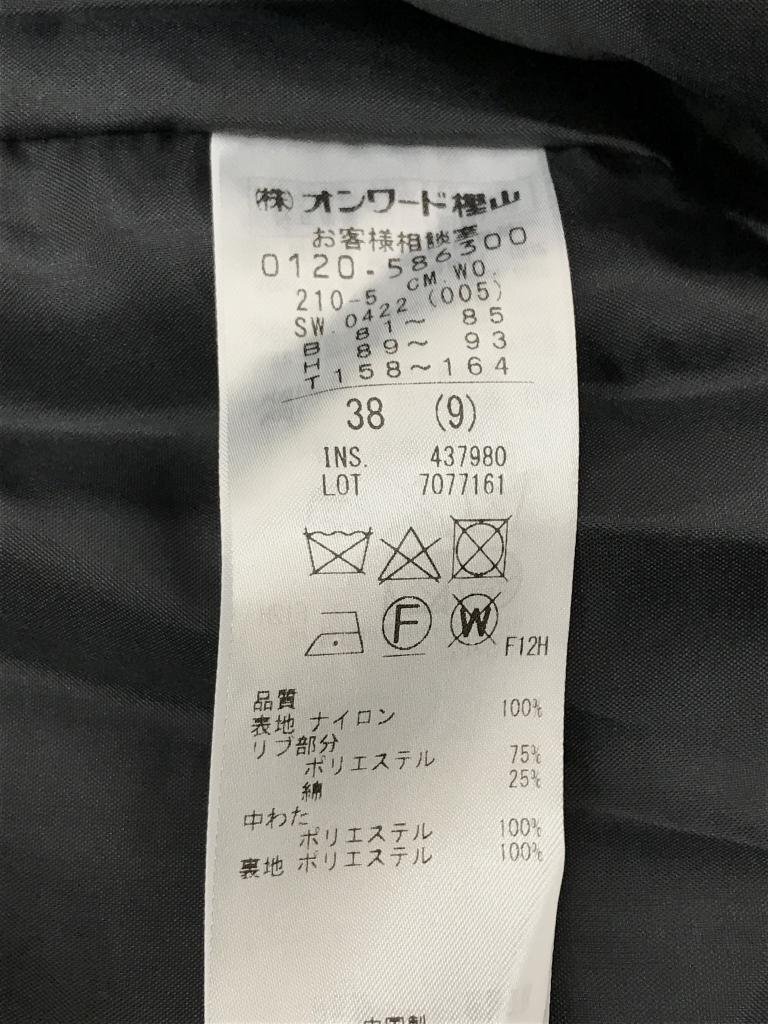 ㈱オンワード樫山
お客様相談室
0120-586300
210-5 CM.WO.
SW.0422(005)
B 81～ 85
H 89～ 93
T 158～164
38 (9)
INS. 437980
LOT 7077161
F W F12H
品質
表地 ナイロン 100%
リブ部分
ポリエステル 75%
綿 25%
中わた
ポリエステル 100%
裏地 ポリエステル 100%
中国製